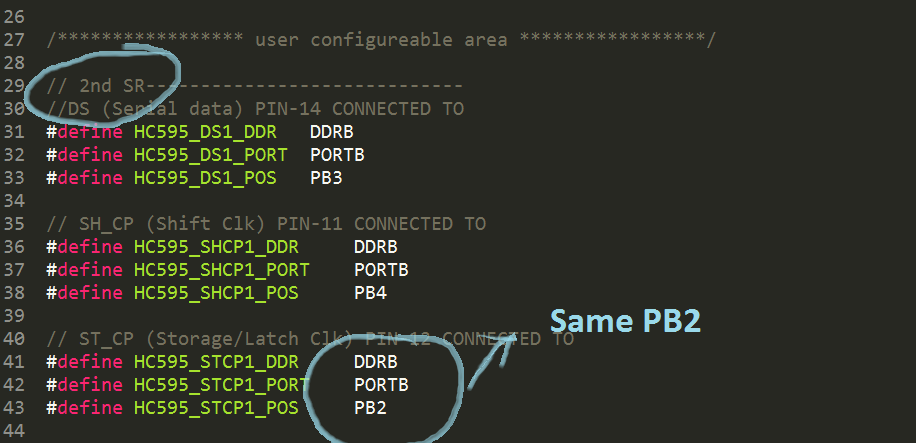 26
27 /***************** user configureable area *****************/
28
29 // 2nd SR-----------------------------
30 //DS (Serial data) PIN-14 CONNECTED TO
31 #define HC595_DS1_DDR   DDRB
32 #define HC595_DS1_PORT  PORTB
33 #define HC595_DS1_POS   PB3
34
35 // SH_CP (Shift Clk) PIN-11 CONNECTED TO
36 #define HC595_SHCP1_DDR     DDRB
37 #define HC595_SHCP1_PORT    PORTB
38 #define HC595_SHCP1_POS     PB4
39
Same PB2
40 // ST_CP (Storage/Latch Clk) PIN-12 CONNECTED TO
41 #define HC595_STCP1_DDR     DDRB
42 #define HC595_STCP1_PORT    PORTB
43 #define HC595_STCP1_POS     PB2
44